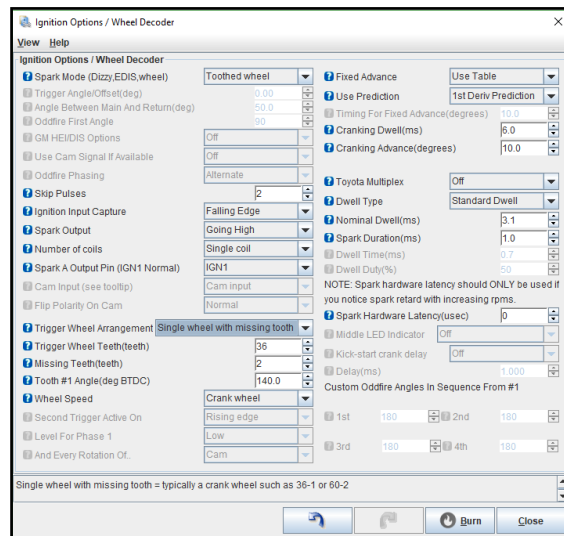 Ignition Options / Wheel Decoder
View Help
Ignition Options / Wheel Decoder
Spark Mode (Dizzy,EDIS,wheel) Toothed wheel
Trigger Angle/Offset(deg) 0.00
Angle Between Main And Return(deg) 50.0
Oddfire First Angle 90
GM HEI/DIS Options Off
Use Cam Signal If Available Off
Oddfire Phasing Alternate
Skip Pulses 2
Ignition Input Capture Falling Edge
Spark Output Going High
Number of coils Single coil
Spark A Output Pin (IGN1 Normal) IGN1
Cam Input (see tooltip) Cam input
Flip Polarity On Cam Normal
Trigger Wheel Arrangement Single wheel with missing tooth
Trigger Wheel Teeth(teeth) 36
Missing Teeth(teeth) 2
Tooth #1 Angle(deg BTDC) 140.0
Wheel Speed Crank wheel
Second Trigger Active On Rising edge
Level For Phase 1 Low
And Every Rotation Of.. Cam
Fixed Advance Use Table
Use Prediction 1st Deriv Prediction
Timing For Fixed Advance(degrees) 10.0
Cranking Dwell(ms) 6.0
Cranking Advance(degrees) 10.0
Toyota Multiplex Off
Dwell Type Standard Dwell
Nominal Dwell(ms) 3.1
Spark Duration(ms) 1.0
Dwell Time(ms) 0.7
Dwell Duty(%) 50
NOTE: Spark hardware latency should ONLY be used if
you notice spark retard with increasing rpms.
Spark Hardware Latency(usec) 0
Middle LED Indicator Off
Kick-start crank delay Off
Delay(ms) 1.000
Custom Oddfire Angles In Sequence From #1
1st 180 2nd 180
3rd 180 4th 180
Single wheel with missing tooth = typically a crank wheel such as 36-1 or 60-2
Burn Close